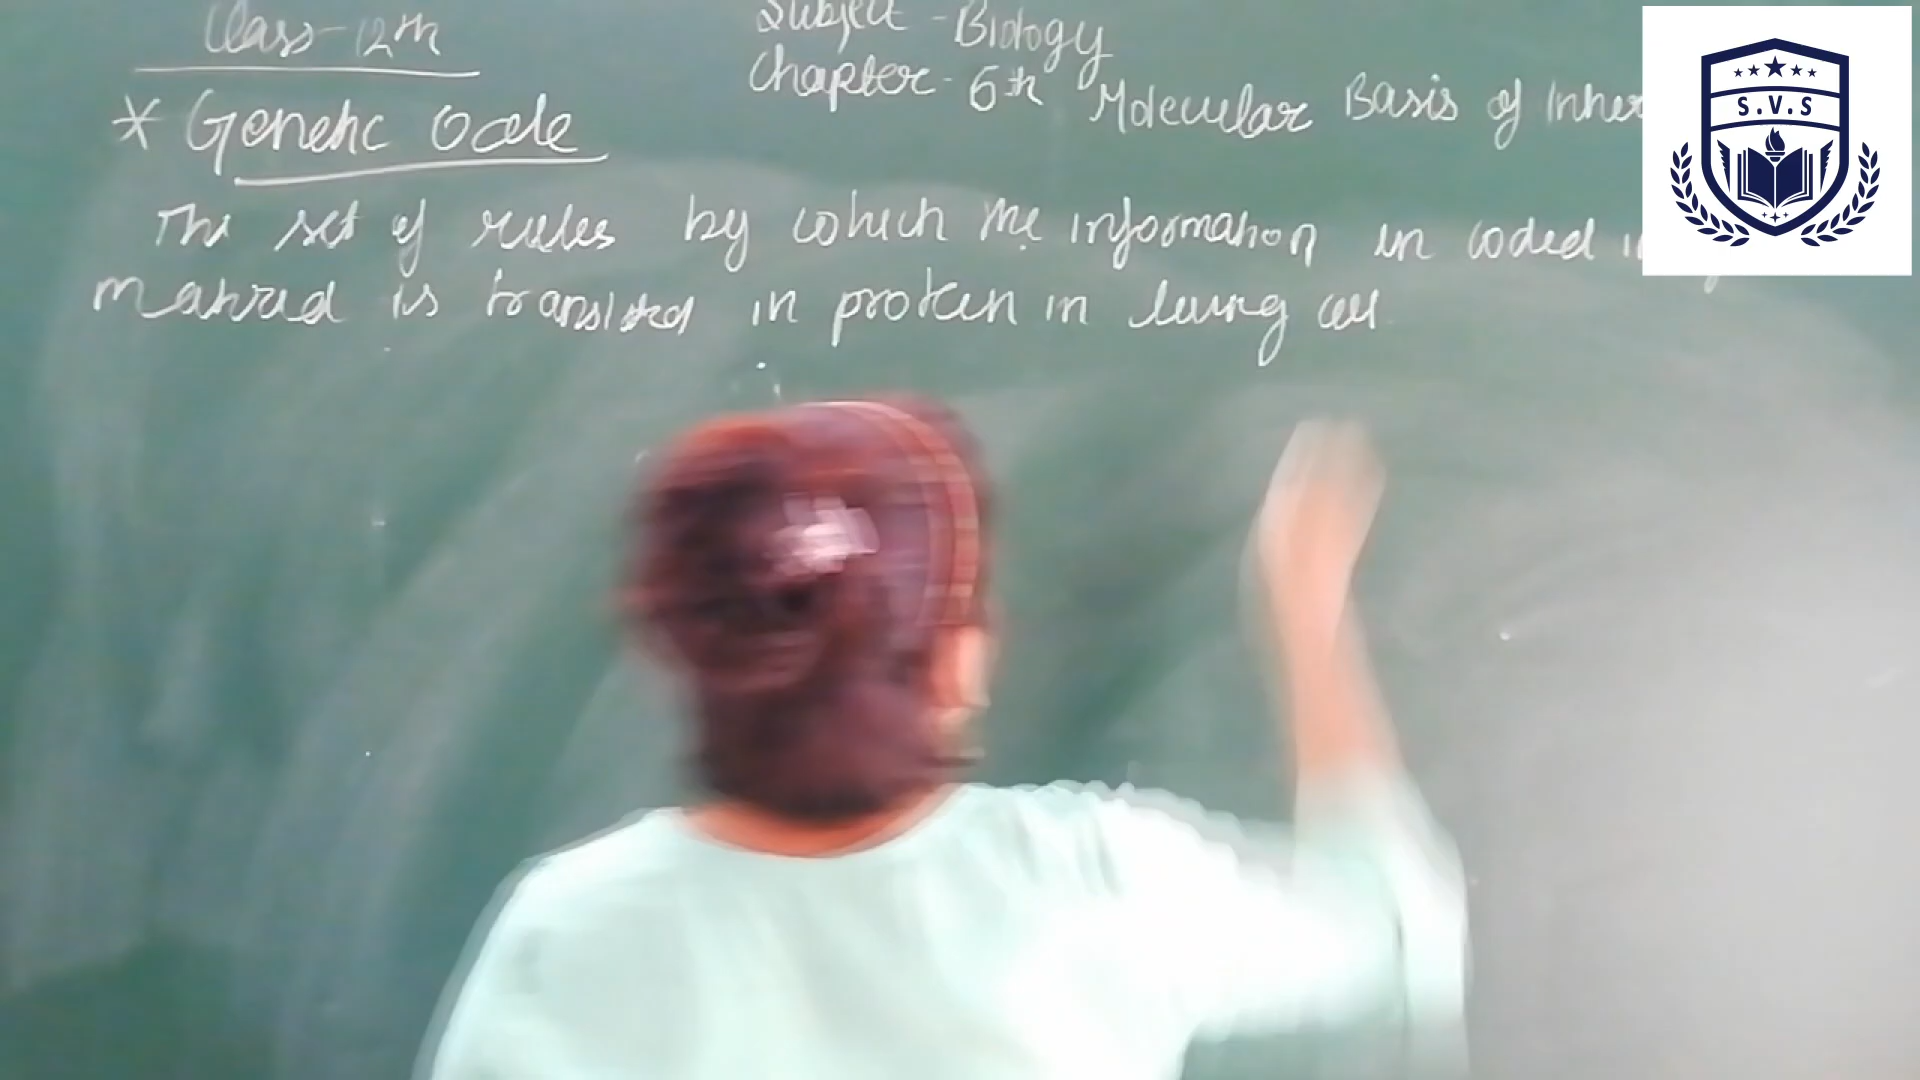 Class-12th
Subject - Biology
Chapter - 6th Molecular Basis of Inher
S.V.S
* Genetic Code
The set of rules by which the information in coded
is translated in protein in living cell